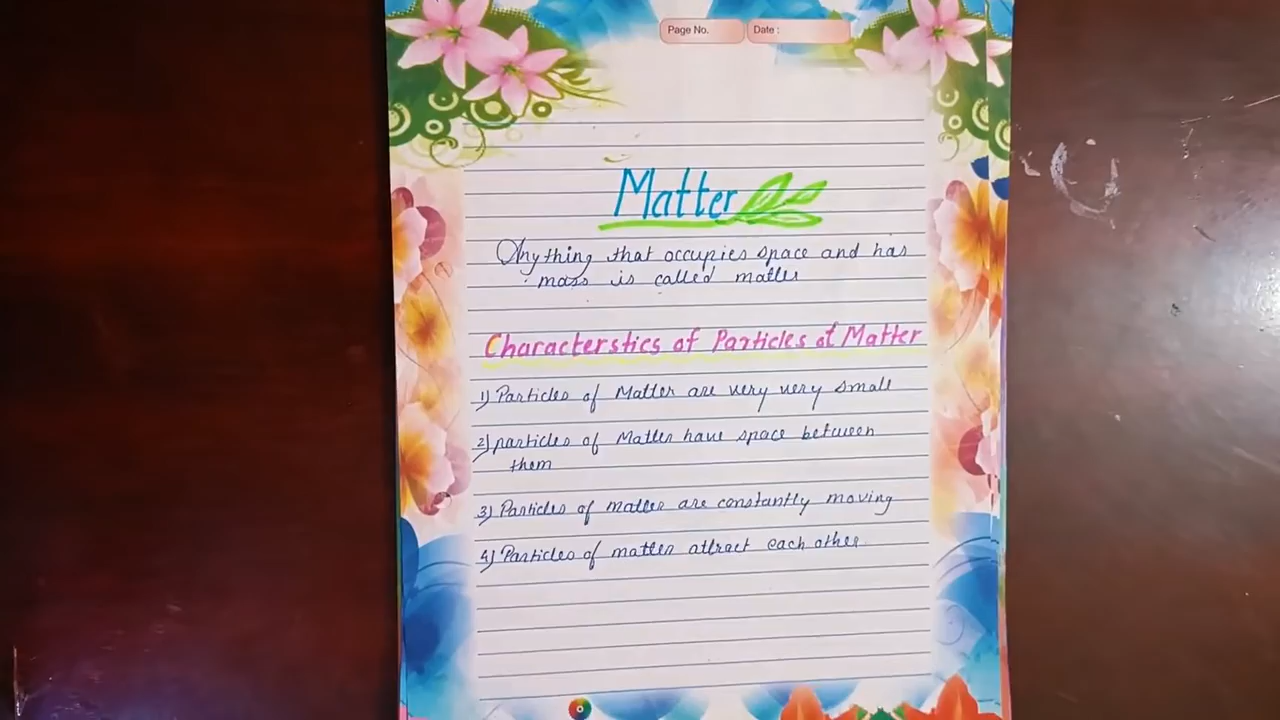 Page No. Date :
Matter
Anything that occupies space and has
mass is called matter
Characterstics of Particles of Matter
1) Particles of Matter are very very small
2) particles of Matter have space between
them
3) Particles of matter are constantly moving
4) Particles of matter attract each other